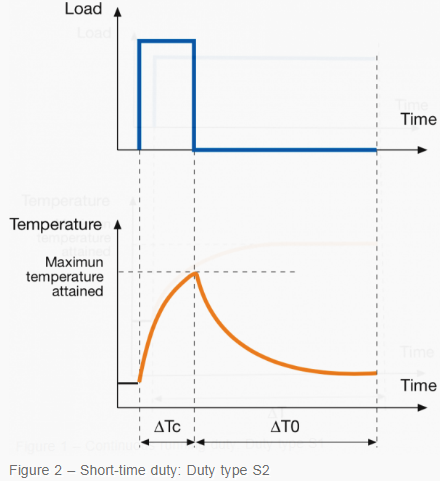 Load
Time
Temperature
Maximun
temperature
attained
Time
ΔTc
ΔT0
Figure 2 – Short-time duty: Duty type S2